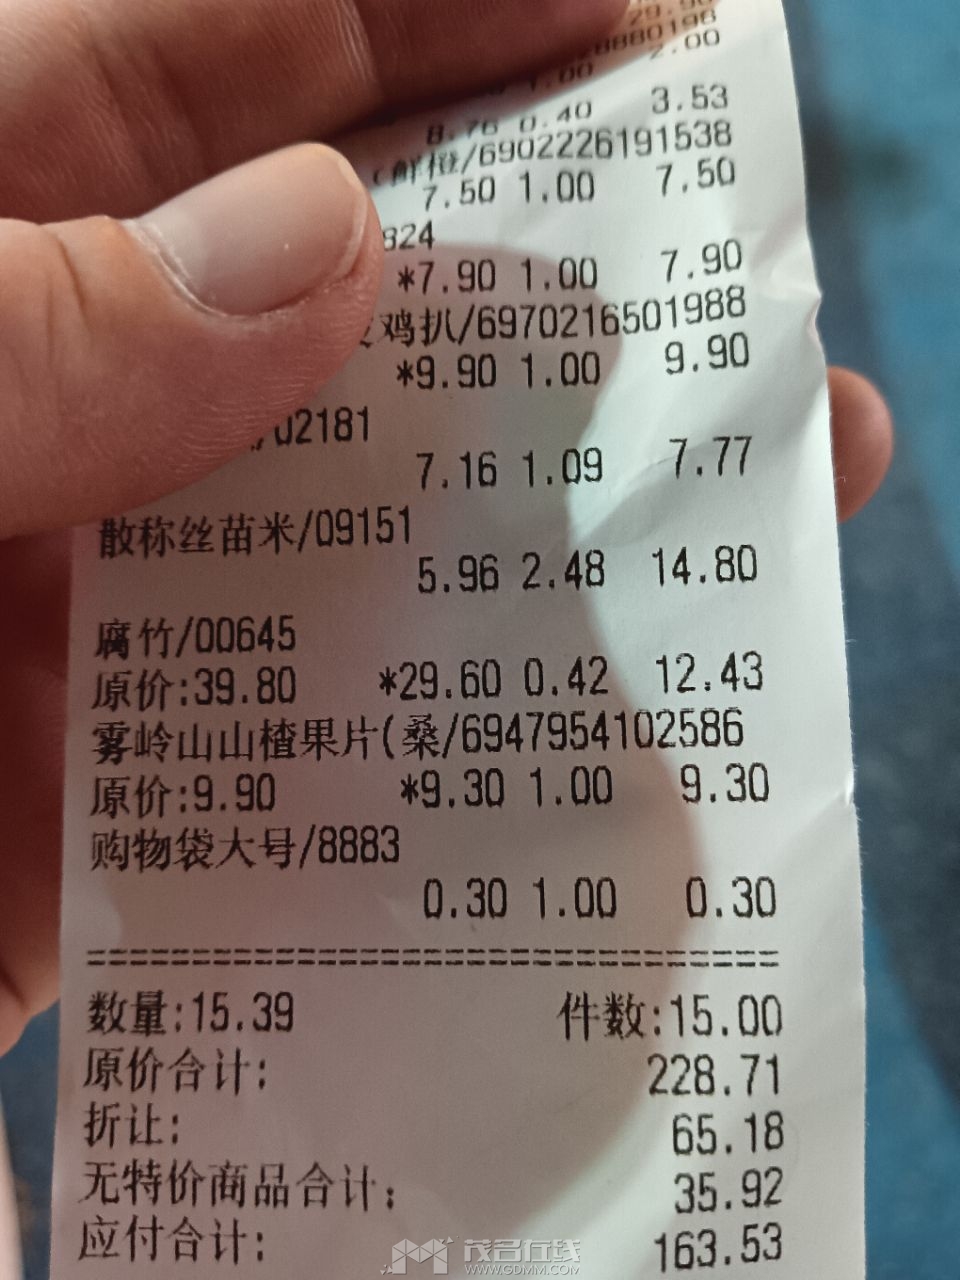 29.90
8880196
1.00 2.00
8.76 0.40 3.53
(鲜橙/6902226191538
7.50 1.00 7.50
824
*7.90 1.00 7.90
鸡扒/6970216501988
*9.90 1.00 9.90
/02181
7.16 1.09 7.77
散称丝苗米/09151
5.96 2.48 14.80
腐竹/00645
原价:39.80 *29.60 0.42 12.43
雾岭山山楂果片(桑/6947954102586
原价:9.90 *9.30 1.00 9.30
购物袋大号/8883
0.30 1.00 0.30
================================
数量:15.39 件数:15.00
原价合计: 228.71
折让: 65.18
无特价商品合计: 35.92
应付合计: 163.53
茂名在线
WWW.GDMM.COM